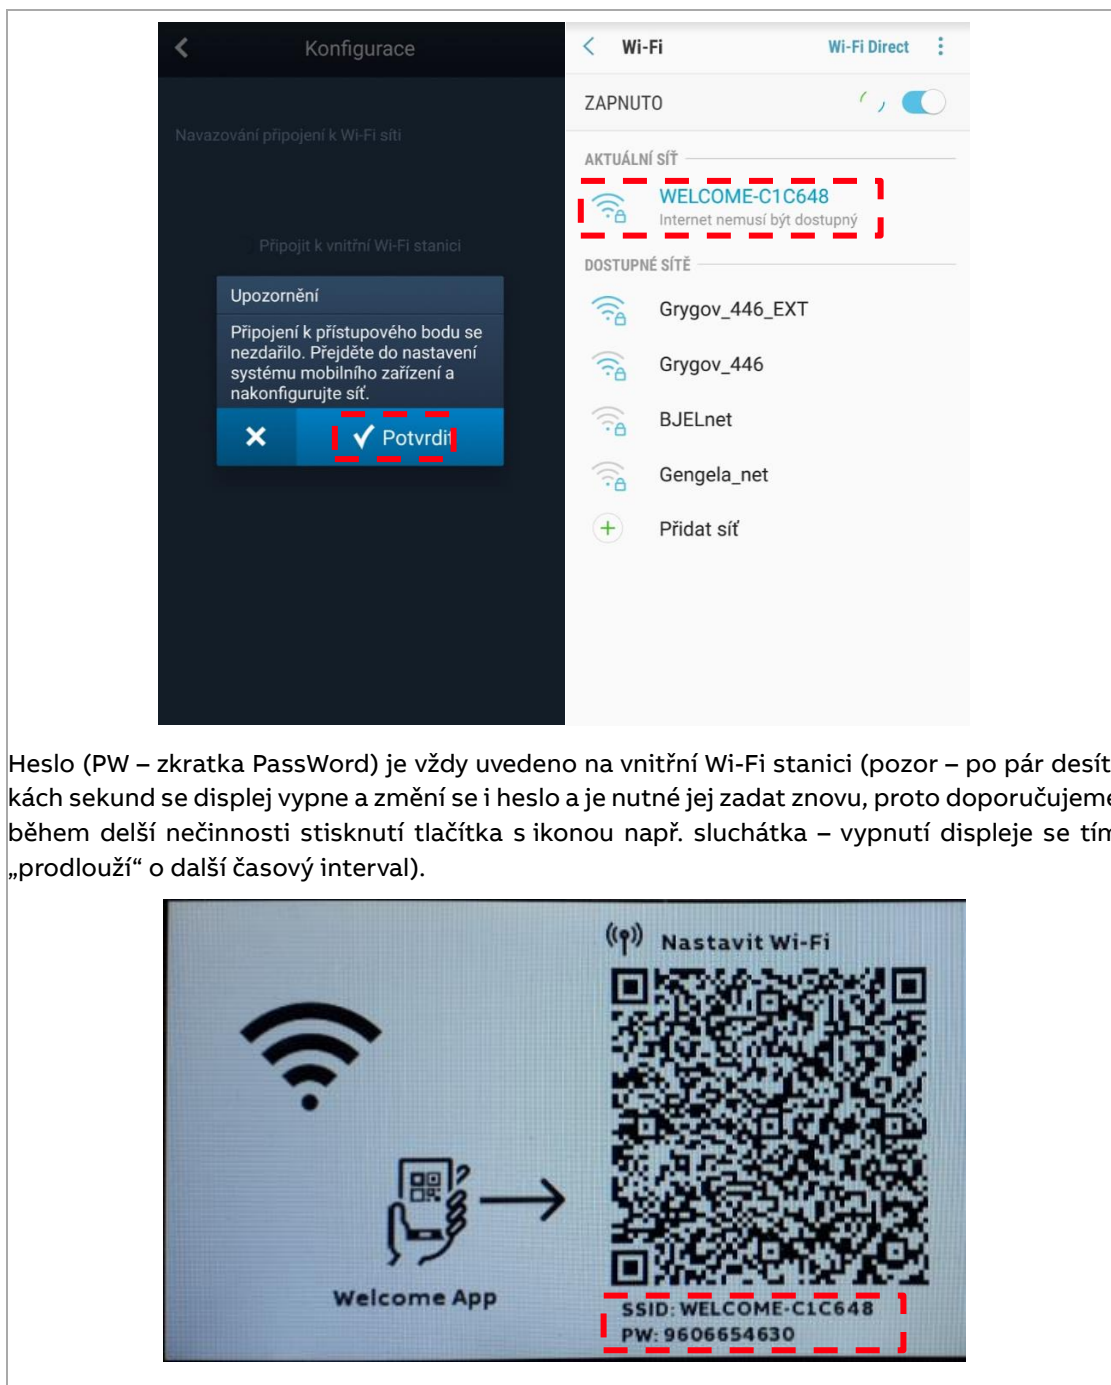 Konfigurace
Navazování připojení k Wi-Fi síti
Připojit k vnitřní Wi-Fi stanici
Upozornění
Připojení k přístupového bodu se
nezdařilo. Přejděte do nastavení
systému mobilního zařízení a
nakonfigurujte síť.
Potvrdit
Wi-Fi
Wi-Fi Direct
ZAPNUTO
AKTUÁLNÍ SÍŤ
WELCOME-C1C648
Internet nemusí být dostupný
DOSTUPNÉ SÍTĚ
Grygov_446_EXT
Grygov_446
BJELnet
Gengela_net
Přidat síť
Heslo (PW – zkratka PassWord) je vždy uvedeno na vnitřní Wi-Fi stanici (pozor – po pár desít
kách sekund se displej vypne a změní se i heslo a je nutné jej zadat znovu, proto doporučujeme
během delší nečinnosti stisknutí tlačítka s ikonou např. sluchátka – vypnutí displeje se tím
„prodlouží“ o další časový interval).
Nastavit Wi-Fi
Welcome App
SSID: WELCOME-C1C648
PW: 9606654630